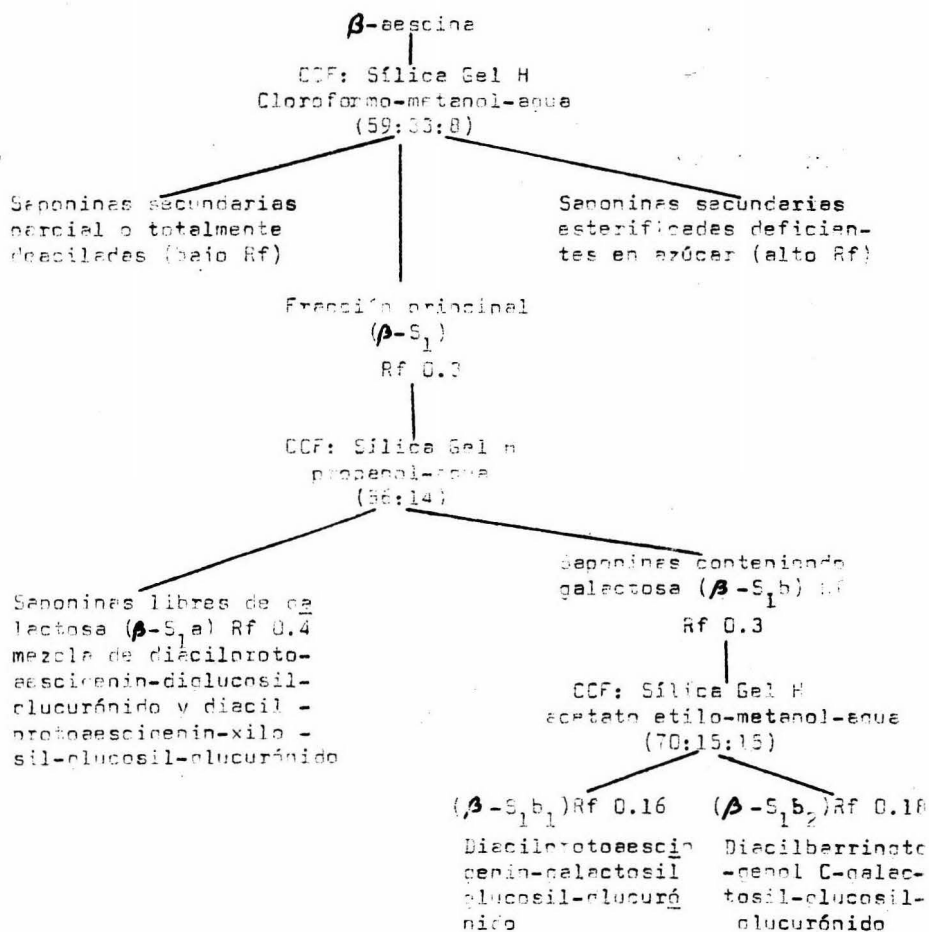 β-aescina
CCF: Sílica Gel H
Cloroformo-metanol-agua
(59:33:8)
Saponinas secundarias
parcial o totalmente
deaciladas (bajo Rf)
Saponinas secundarias
esterificadas deficien-
tes en azúcar (alto Rf)
Fracción principal
(β-S₁)
Rf 0.3
CCF: Sílica Gel
propanol-agua
(86:14)
Saponinas libres de ga
lactosa (β-S₁a) Rf 0.4
mezcla de diacilproto-
aescigenin-diglucosil-
glucurónido y diacil -
protoaescigenin-xilo -
sil-glucosil-glucurónido
Saponinas conteniendo
galactosa (β-S₁b)
Rf 0.3
CCF: Sílica Gel H
acetato etilo-metanol-agua
(70:15:15)
(β-S₁b₁)Rf 0.16
Diacilprotoaescin
genin-galactosil
glucosil-glucuró
nido
(β-S₁b₂)Rf 0.18
Diacilbarringto
-genol C-galac-
tosil-glucosil-
glucurónido